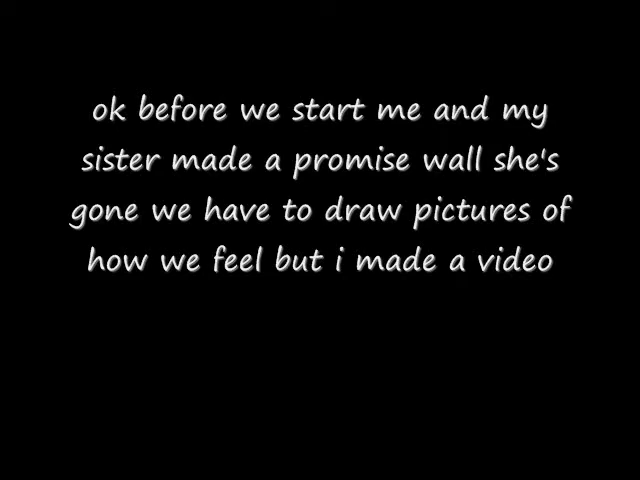 ok before we start me and my
sister made a promise wall she's
gone we have to draw pictures of
how we feel but i made a video